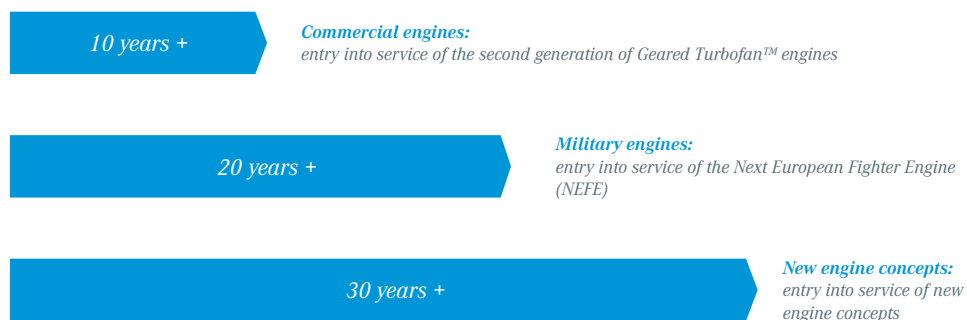 10 years +
Commercial engines:
entry into service of the second generation of Geared Turbofan™ engines
20 years +
Military engines:
entry into service of the Next European Fighter Engine
(NEFE)
30 years +
New engine concepts:
entry into service of new
engine concepts